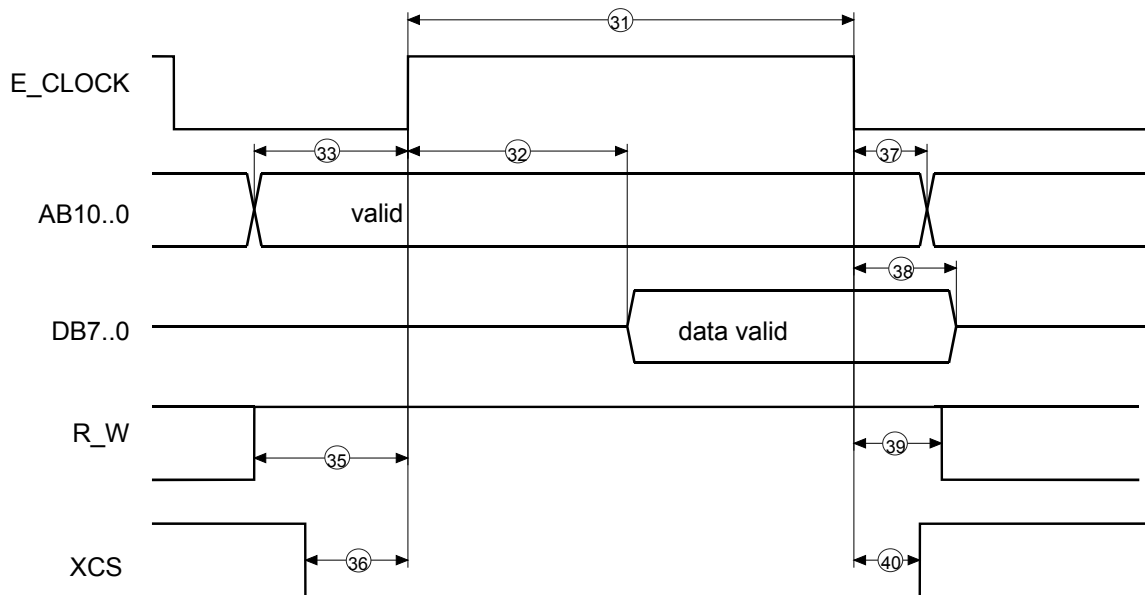 31
E_CLOCK
33
32
37
AB10..0
valid
38
DB7..0
data valid
R_W
35
39
36
40
XCS